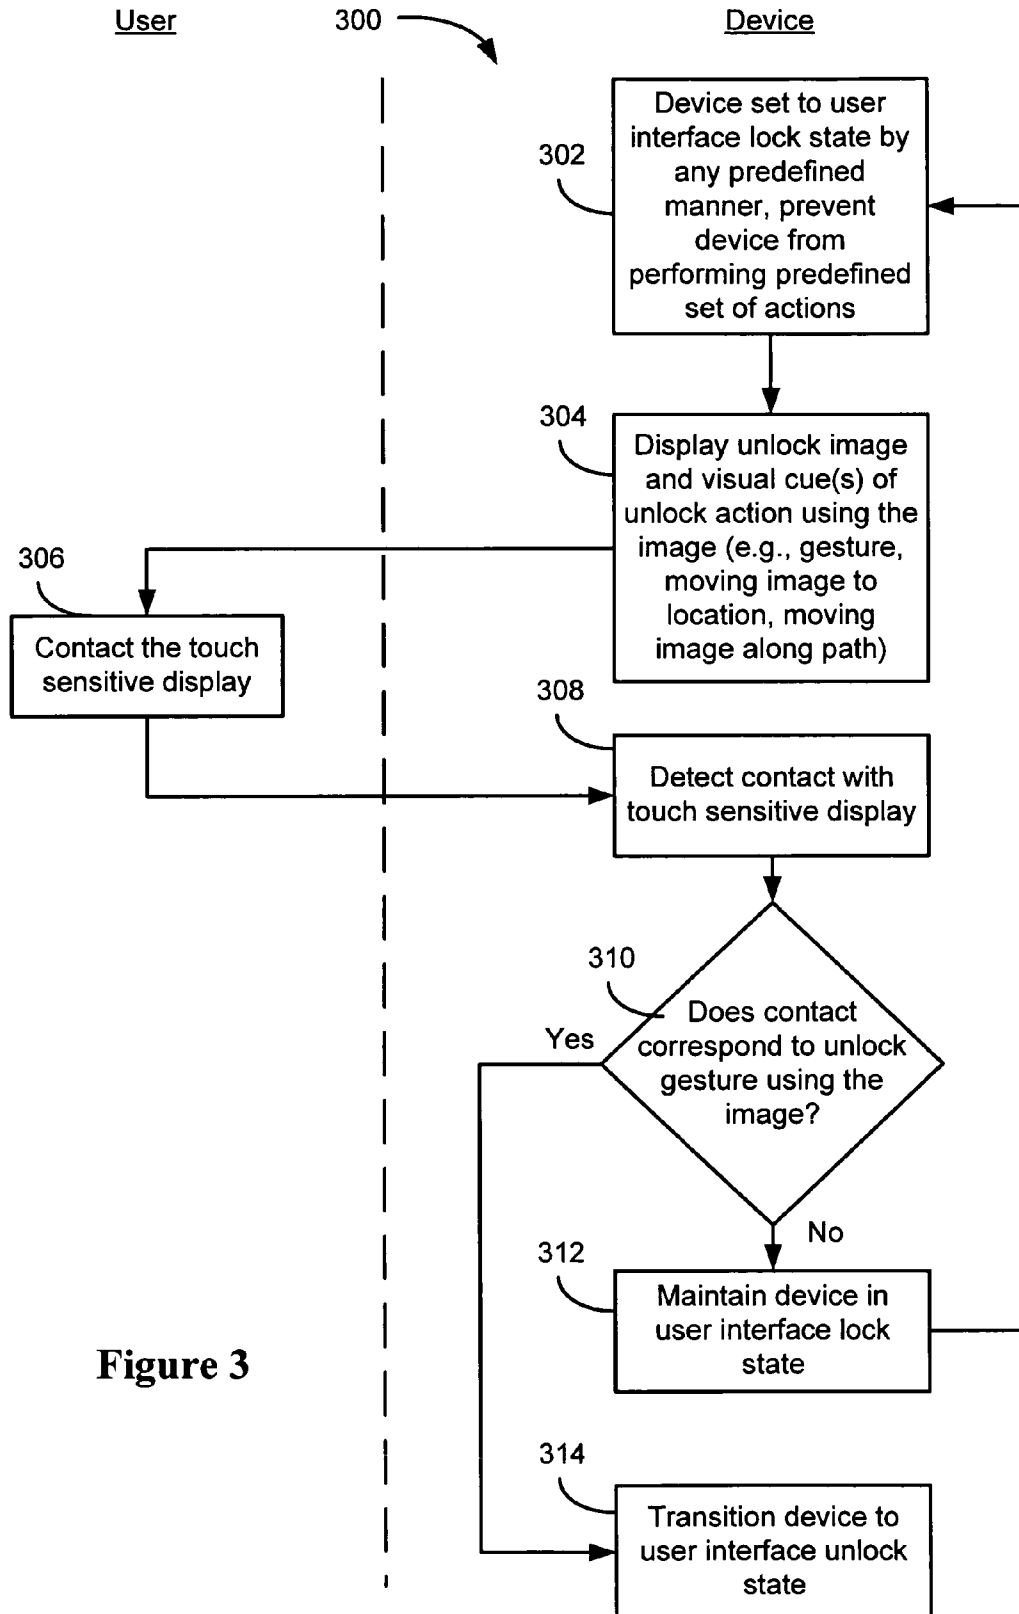 User
300
Device
302
Device set to user
interface lock state by
any predefined
manner, prevent
device from
performing predefined
set of actions
304
Display unlock image
and visual cue(s) of
unlock action using the
image (e.g., gesture,
moving image to
location, moving
image along path)
306
Contact the touch
sensitive display
308
Detect contact with
touch sensitive display
310
Does contact
correspond to unlock
gesture using the
image?
Yes
No
312
Maintain device in
user interface lock
state
Figure 3
314
Transition device to
user interface unlock
state